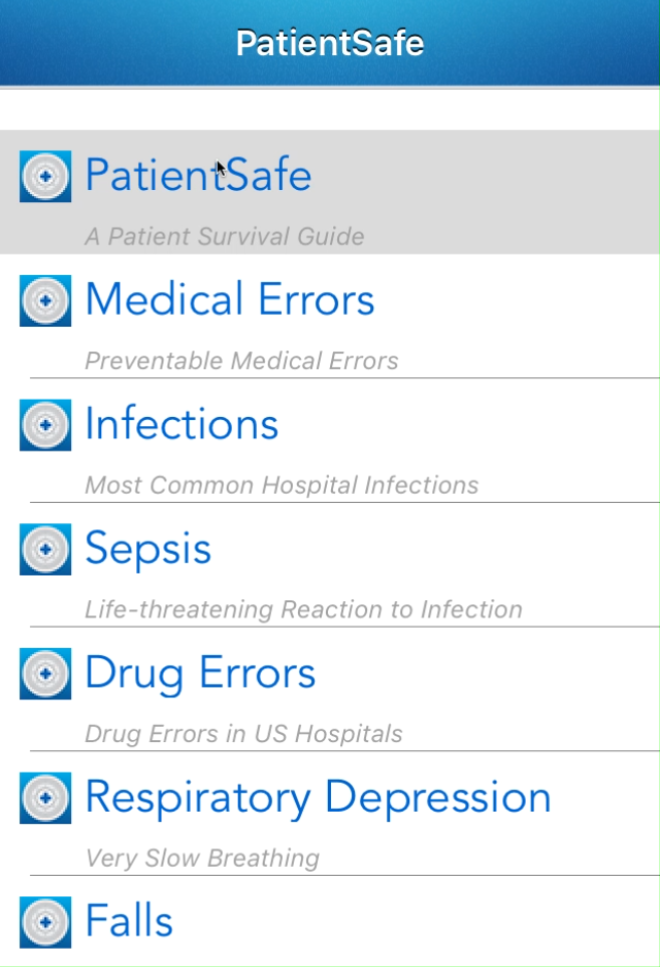 PatientSafe
PatientSafe
A Patient Survival Guide
Medical Errors
Preventable Medical Errors
Infections
Most Common Hospital Infections
Sepsis
Life-threatening Reaction to Infection
Drug Errors
Drug Errors in US Hospitals
Respiratory Depression
Very Slow Breathing
Falls